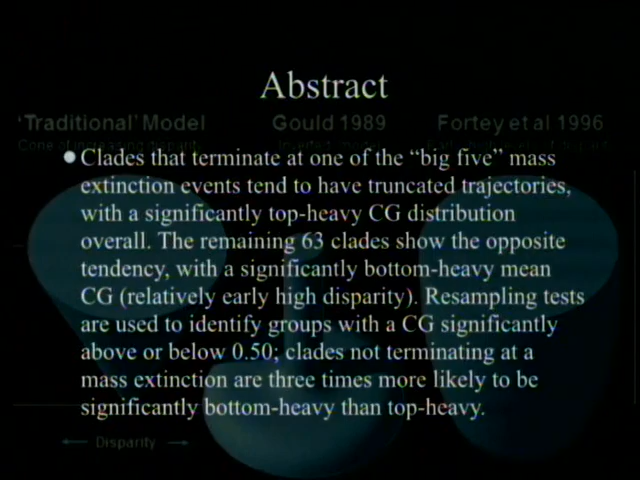 Abstract
'Traditional' Model
Gould 1989
Fortey et al 1996
Cone of increasing disparity
• Clades that terminate at one of the “big five” mass
extinction events tend to have truncated trajectories,
with a significantly top-heavy CG distribution
overall. The remaining 63 clades show the opposite
tendency, with a significantly bottom-heavy mean
CG (relatively early high disparity). Resampling tests
are used to identify groups with a CG significantly
above or below 0.50; clades not terminating at a
mass extinction are three times more likely to be
significantly bottom-heavy than top-heavy.
Disparity